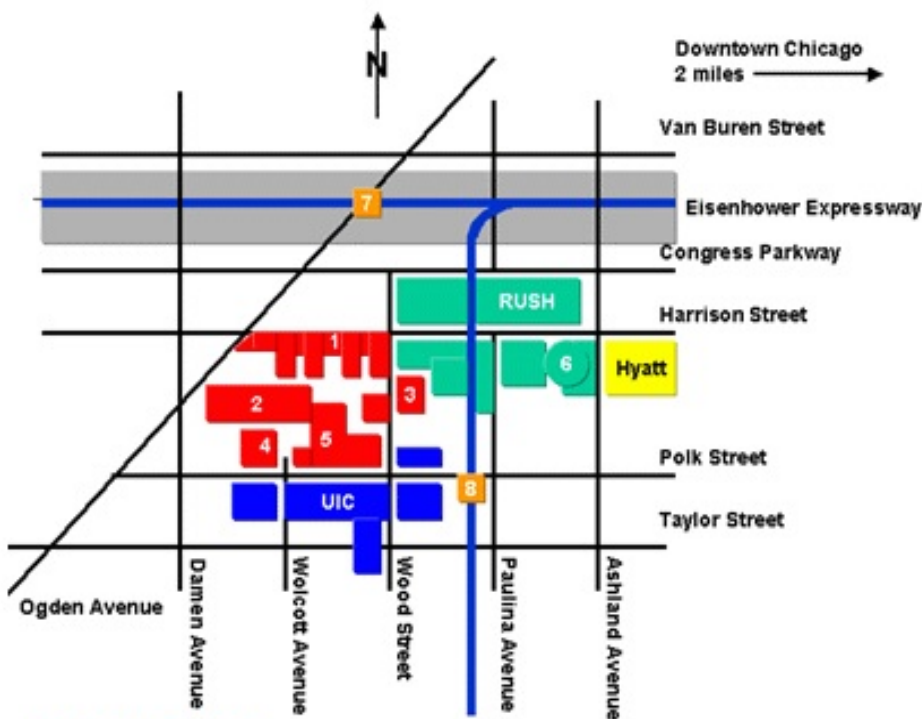 N
Downtown Chicago
2 miles
Van Buren Street
7
Eisenhower Expressway
Congress Parkway
RUSH
Harrison Street
1
6
Hyatt
2
3
4
5
Polk Street
8
UIC
Taylor Street
Ogden Avenue
Damen Avenue
Wolcott Avenue
Wood Street
Paulina Avenue
Ashland Avenue